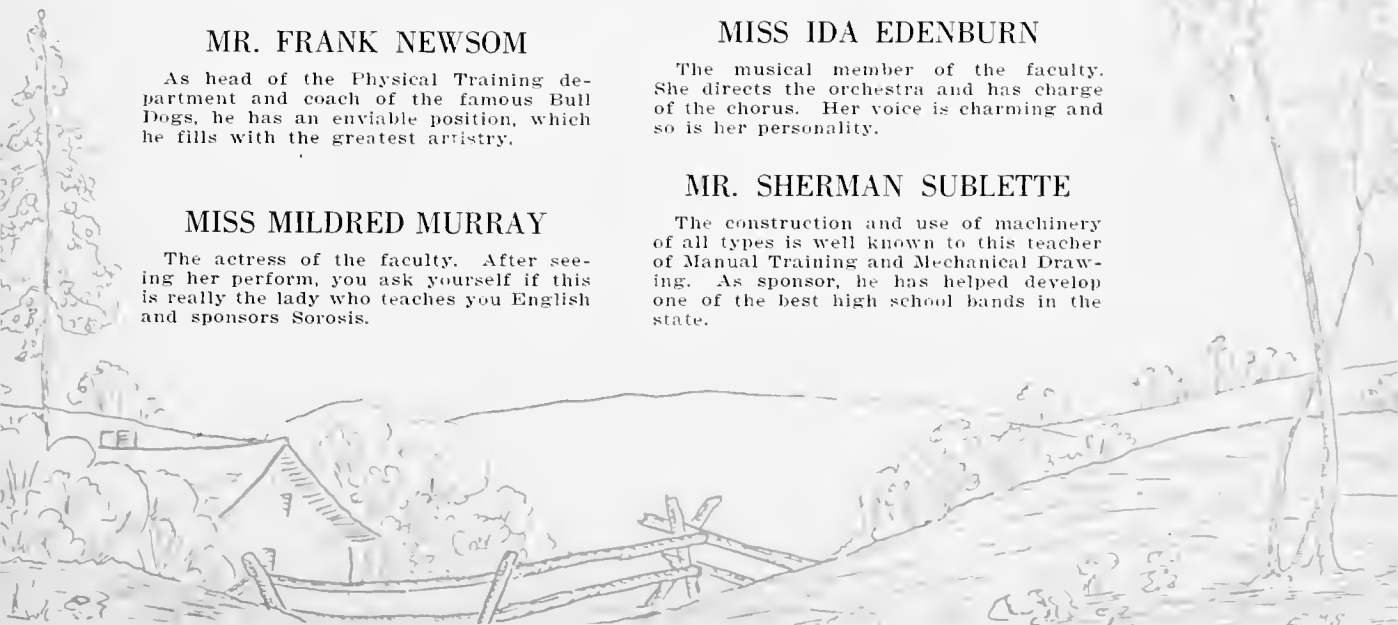 MR. FRANK NEWSOM
As head of the Physical Training de-
partment and coach of the famous Bull
Dogs, he has an enviable position, which
he fills with the greatest artistry.
MISS MILDRED MURRAY
The actress of the faculty. After see-
ing her perform, you ask yourself if this
is really the lady who teaches you English
and sponsors Sorosis.
MISS IDA EDENBURN
The musical member of the faculty.
She directs the orchestra and has charge
of the chorus. Her voice is charming and
so is her personality.
MR. SHERMAN SUBLETTE
The construction and use of machinery
of all types is well known to this teacher
of Manual Training and Mechanical Draw-
ing. As sponsor, he has helped develop
one of the best high school bands in the
state.